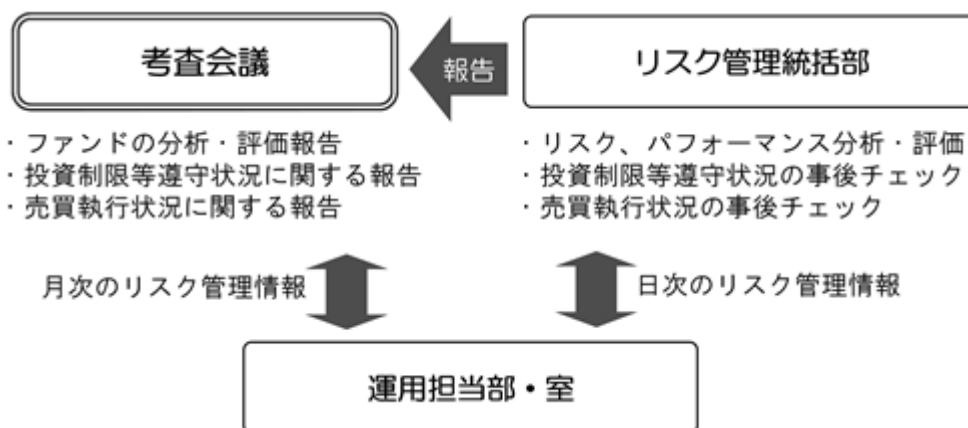 考査会議
報告
リスク管理統括部
・ファンドの分析・評価報告
・投資制限等遵守状況に関する報告
・売買執行状況に関する報告
・リスク、パフォーマンス分析・評価
・投資制限等遵守状況の事後チェック
・売買執行状況の事後チェック
月次のリスク管理情報
日次のリスク管理情報
運用担当部・室